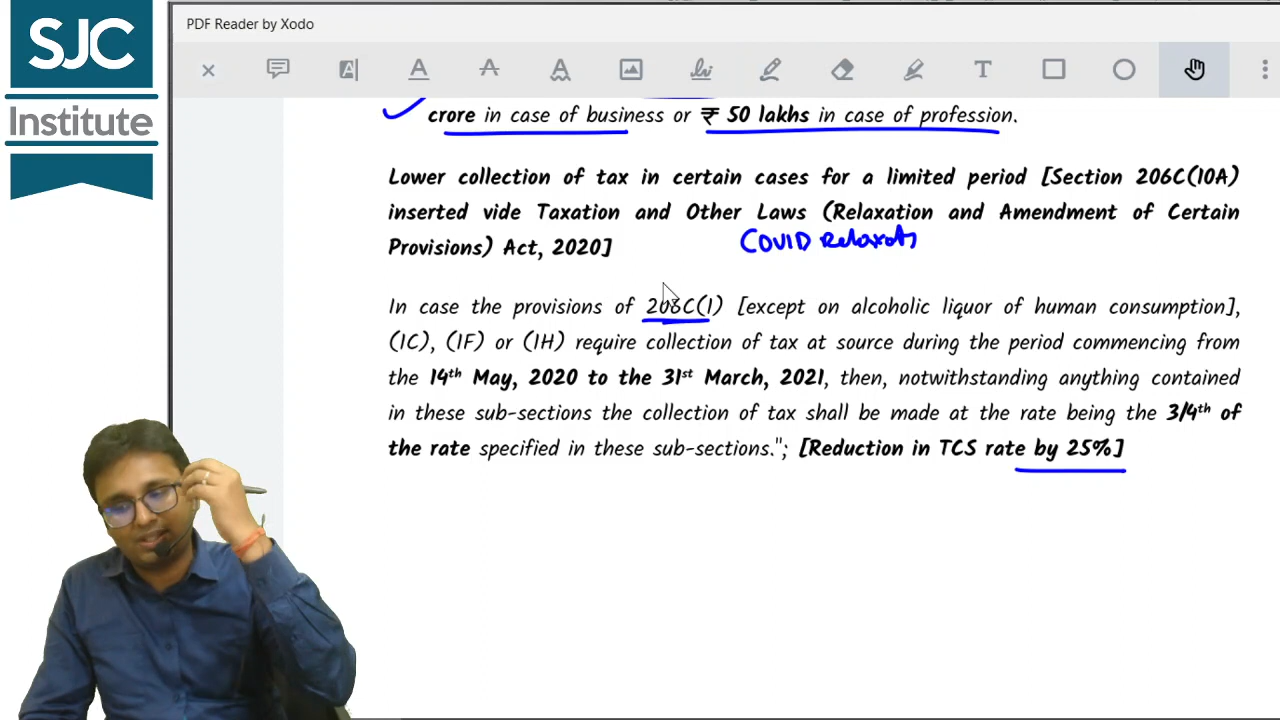 SJC
Institute
PDF Reader by Xodo
crore in case of business or ₹ 50 lakhs in case of profession.
Lower collection of tax in certain cases for a limited period [Section 206C(10A)
inserted vide Taxation and Other Laws (Relaxation and Amendment of Certain
Provisions) Act, 2020]
COVID
In case the provisions of 206C(1) [except on alcoholic liquor of human consumption],
(1C), (1F) or (1H) require collection of tax at source during the period commencing from
the 14th May, 2020 to the 31st March, 2021, then, notwithstanding anything contained
in these sub-sections the collection of tax shall be made at the rate being the 3/4th of
the rate specified in these sub-sections."; [Reduction in TCS rate by 25%]